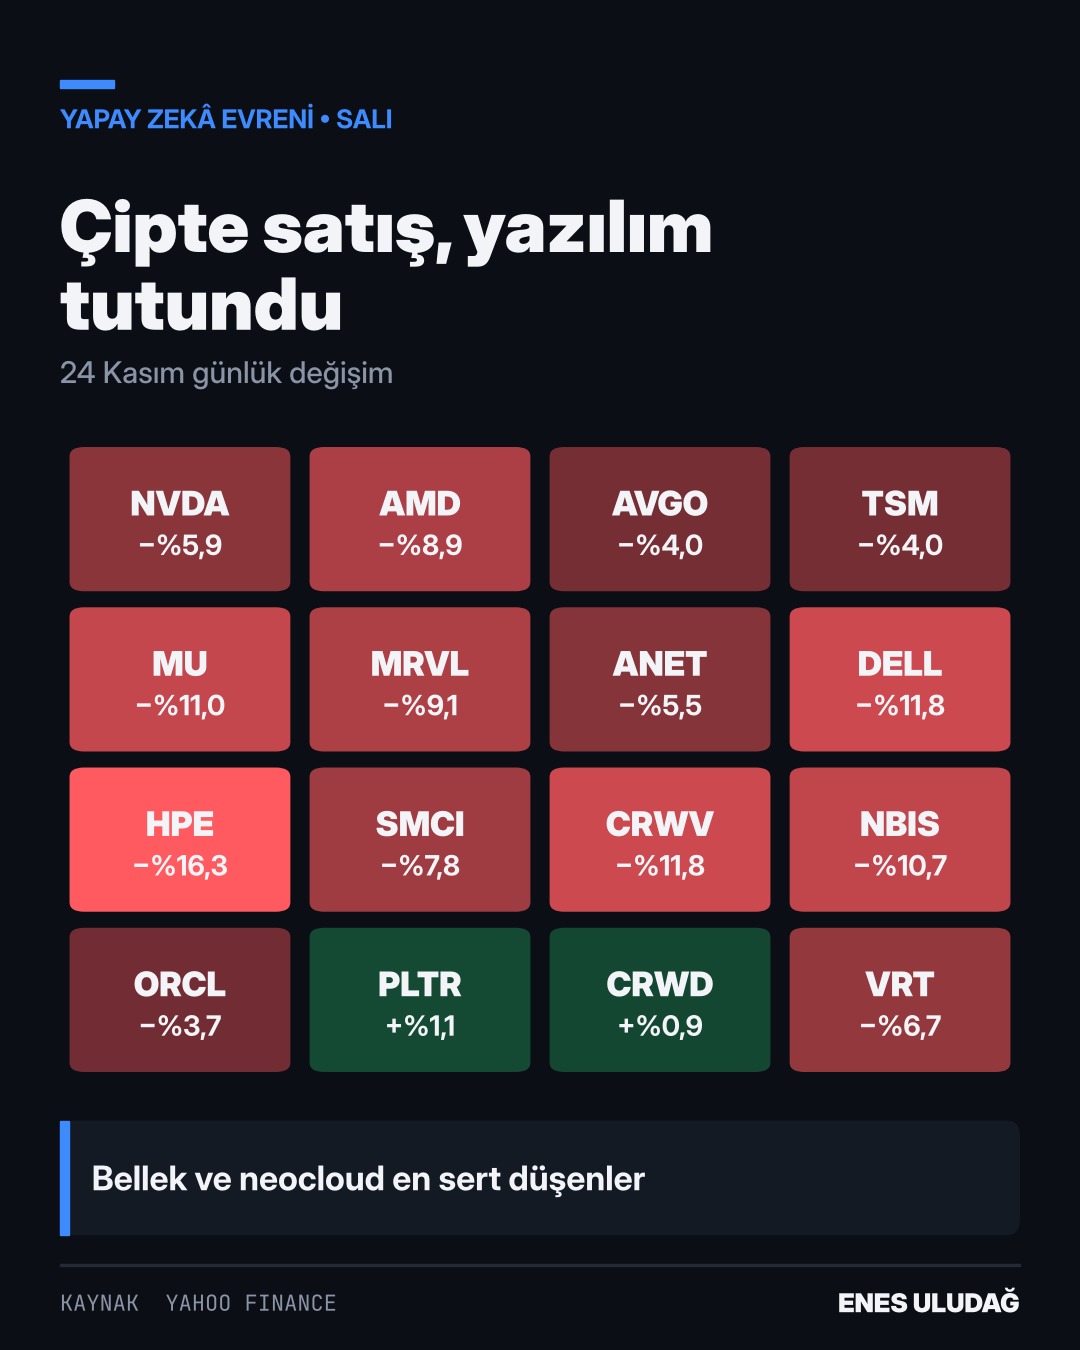 YAPAY ZEKÂ EVRENİ • SALI
Çipte satış, yazılım
tutundu
24 Kasım günlük değişim
NVDA
−%5,9
AMD
−%8,9
AVGO
−%4,0
TSM
−%4,0
MU
−%11,0
MRVL
−%9,1
ANET
−%5,5
DELL
−%11,8
HPE
−%16,3
SMCI
−%7,8
CRWV
−%11,8
NBIS
−%10,7
ORCL
−%3,7
PLTR
+%1,1
CRWD
+%0,9
VRT
−%6,7
Bellek ve neocloud en sert düşenler
KAYNAK YAHOO FINANCE
ENES ULUDAĞ